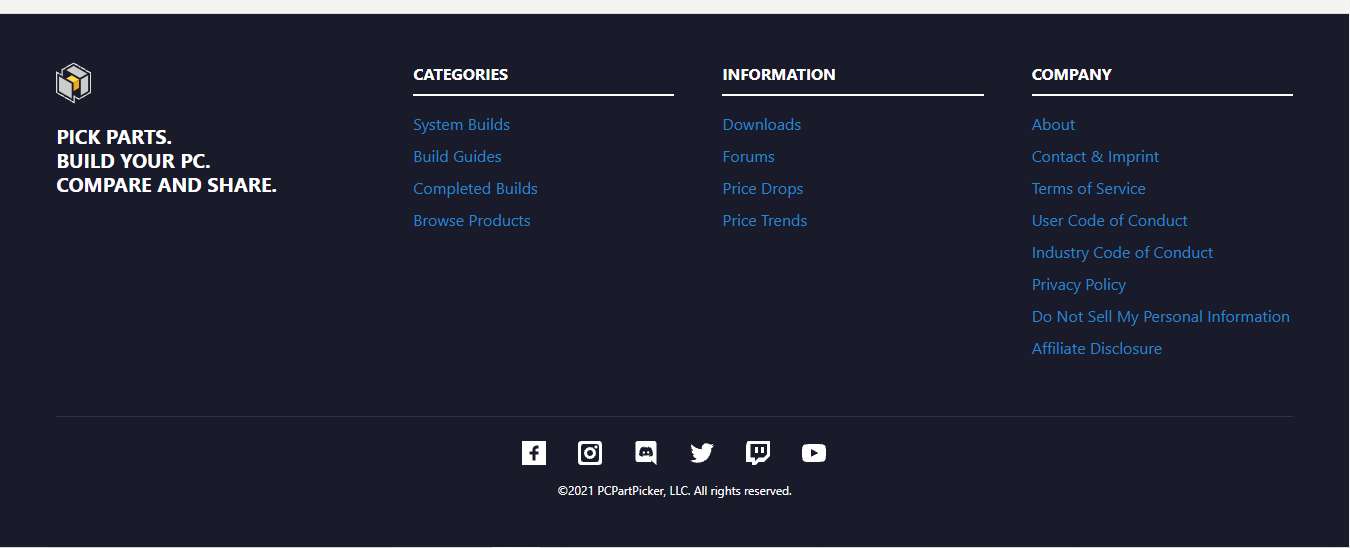 PICK PARTS.
BUILD YOUR PC.
COMPARE AND SHARE.
CATEGORIES
System Builds
Build Guides
Completed Builds
Browse Products
INFORMATION
Downloads
Forums
Price Drops
Price Trends
COMPANY
About
Contact & Imprint
Terms of Service
User Code of Conduct
Industry Code of Conduct
Privacy Policy
Do Not Sell My Personal Information
Affiliate Disclosure
©2021 PCPartPicker, LLC. All rights reserved.